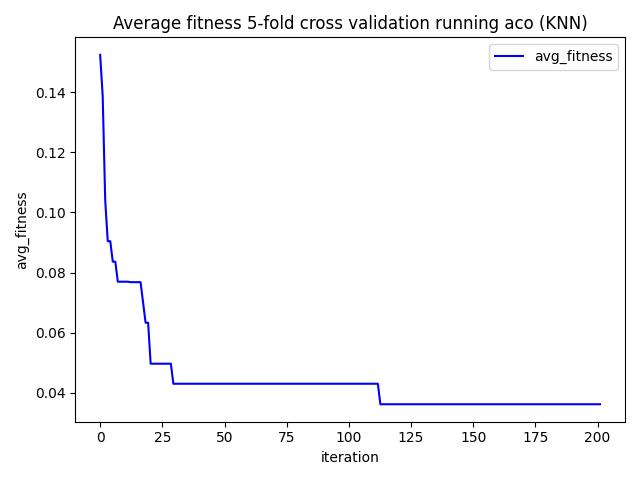 Average fitness 5-fold cross validation running aco (KNN)
avg_fitness
avg_fitness
0.14
0.12
0.10
0.08
0.06
0.04
0 25 50 75 100 125 150 175 200
iteration